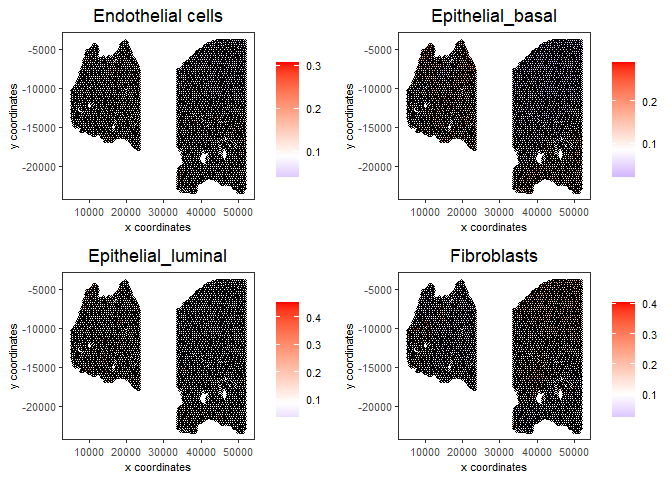 Endothelial cells
-5000
-10000
-15000
-20000
y coordinates
10000 20000 30000 40000 50000
x coordinates
0.3
0.2
0.1
Epithelial_basal
-5000
-10000
-15000
-20000
y coordinates
10000 20000 30000 40000 50000
x coordinates
0.2
0.1
Epithelial_luminal
-5000
-10000
-15000
-20000
y coordinates
10000 20000 30000 40000 50000
x coordinates
0.4
0.3
0.2
0.1
Fibroblasts
-5000
-10000
-15000
-20000
y coordinates
10000 20000 30000 40000 50000
x coordinates
0.4
0.3
0.2
0.1